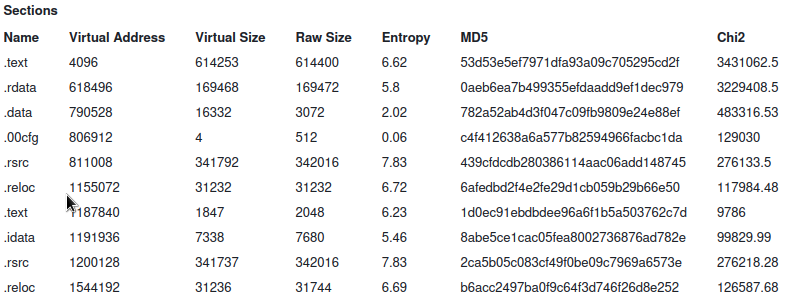 Sections
Name Virtual Address Virtual Size Raw Size Entropy MD5 Chi2
.text 4096 614253 614400 6.62 53d53e5ef7971dfa93a09c705295cd2f 3431062.5
.rdata 618496 169468 169472 5.8 0aeb6ea7b499355efdaadd9ef1dec979 3229408.5
.data 790528 16332 3072 2.02 782a52ab4d3f047c09fb9809e24e88ef 483316.53
.00cfg 806912 4 512 0.06 c4f412638a6a577b82594966facbc1da 129030
.rsrc 811008 341792 342016 7.83 439cfdcdb280386114aac06add148745 276133.5
.reloc 1155072 31232 31232 6.72 6afedbd2f4e2fe29d1cb059b29b66e50 117984.48
.text 1187840 1847 2048 6.23 1d0ec91ebdbdee96a6f1b5a503762c7d 9786
.idata 1191936 7338 7680 5.46 8abe5ce1cac05fea8002736876ad782e 99829.99
.rsrc 1200128 341737 342016 7.83 2ca5b05c083cf49f0be09c7969a6573e 276218.28
.reloc 1544192 31236 31744 6.69 b6acc2497ba0f9c64f3d746f26d8e252 126587.68